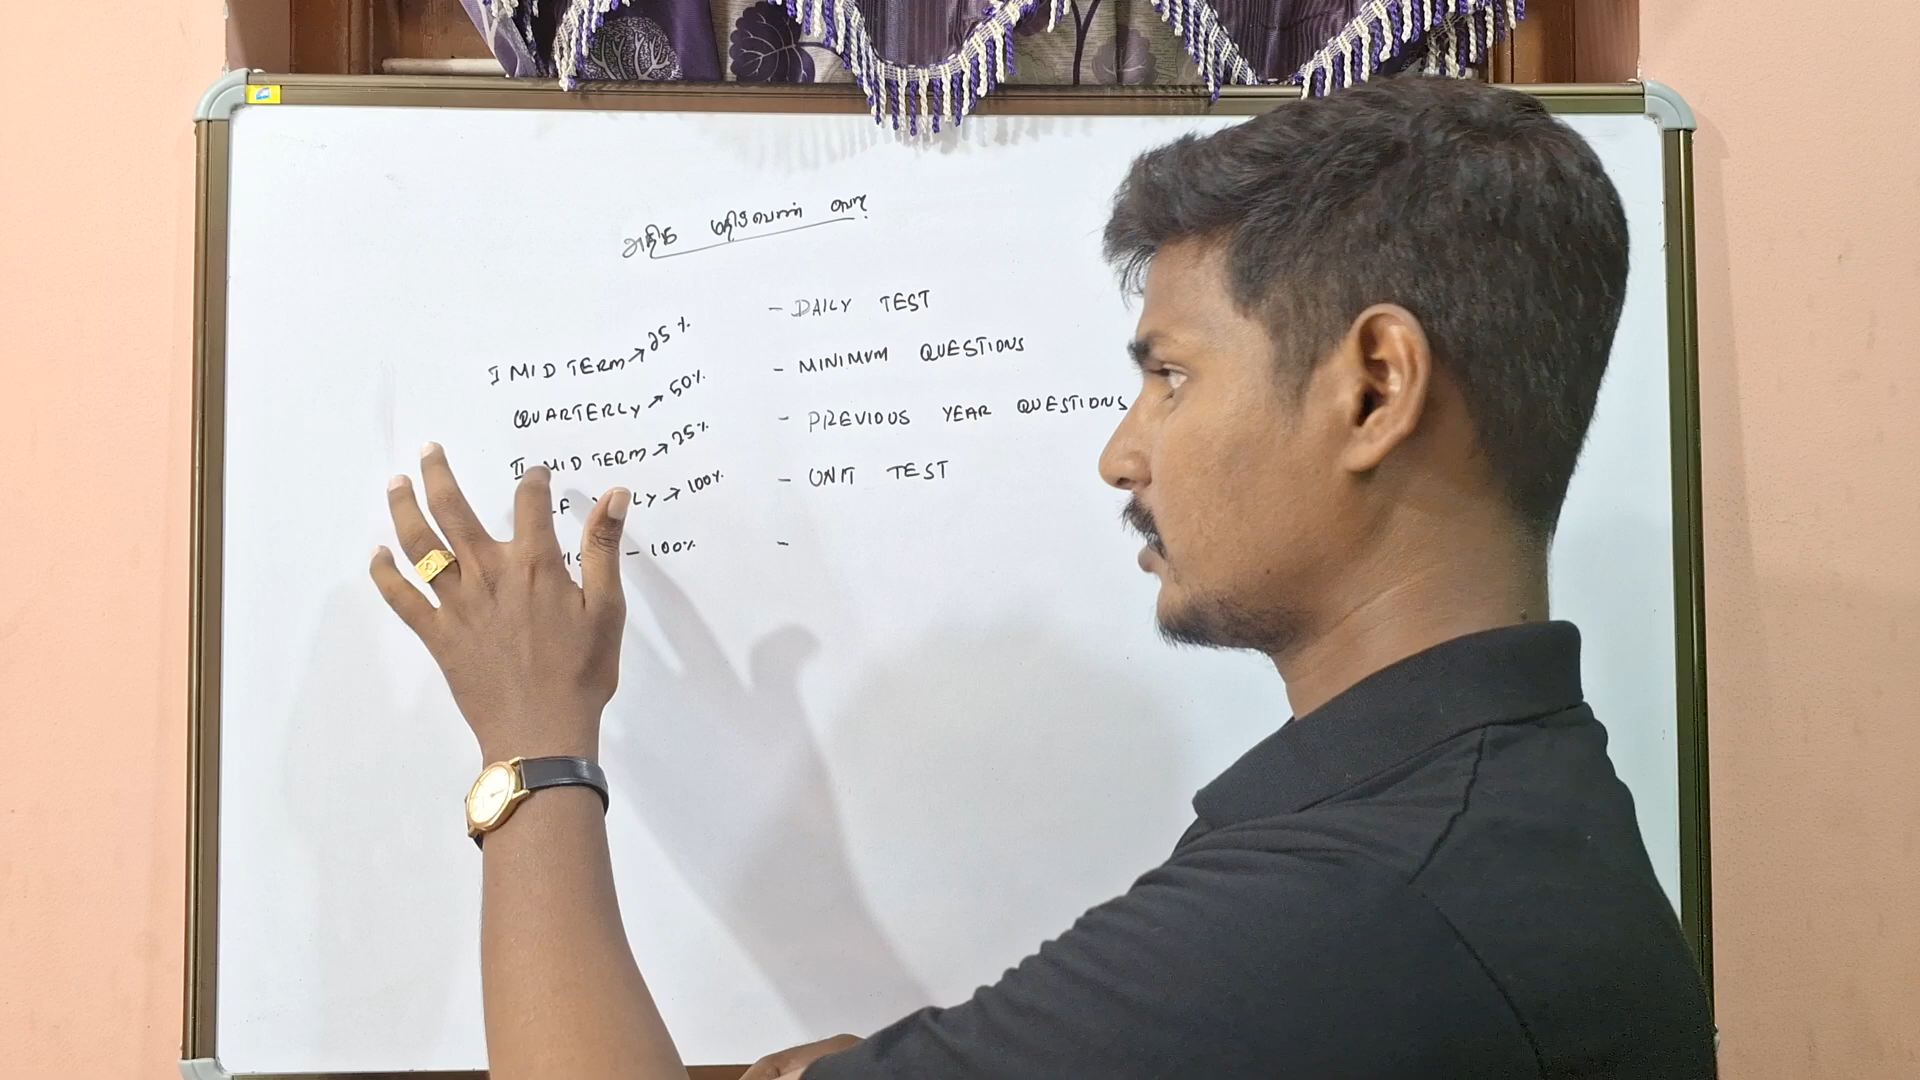 அதிக மதிப்பெண் பெற
I MID TERM → 25 %
QUARTERLY → 50%
II MID TERM → 25%
LY → 100%
– 100%
– DAILY TEST
– MINIMUM QUESTIONS
– PREVIOUS YEAR QUESTIONS
– UNIT TEST
–